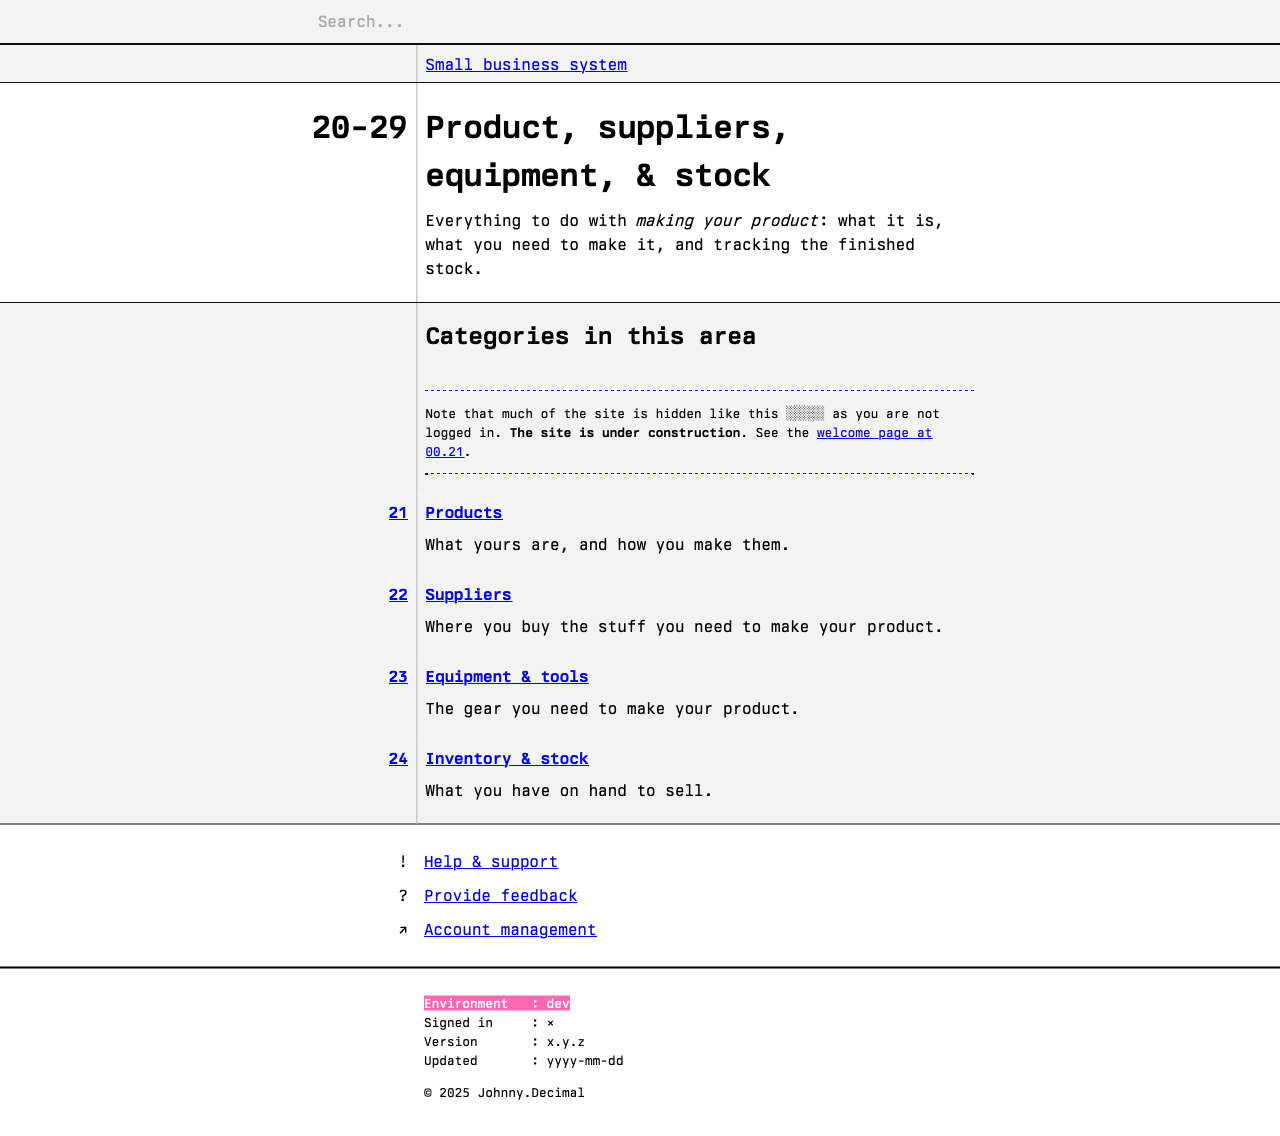 Search...
Small business system
20-29 Product, suppliers,
equipment, & stock
Everything to do with making your product: what it is,
what you need to make it, and tracking the finished
stock.
Categories in this area
Note that much of the site is hidden like this ░░░░░ as you are not
logged in. The site is under construction. See the welcome page at
00.21.
21 Products
What yours are, and how you make them.
22 Suppliers
Where you buy the stuff you need to make your product.
23 Equipment & tools
The gear you need to make your product.
24 Inventory & stock
What you have on hand to sell.
! Help & support
? Provide feedback
↗ Account management
Environment : dev
Signed in : ×
Version : x.y.z
Updated : yyyy-mm-dd
© 2025 Johnny.Decimal